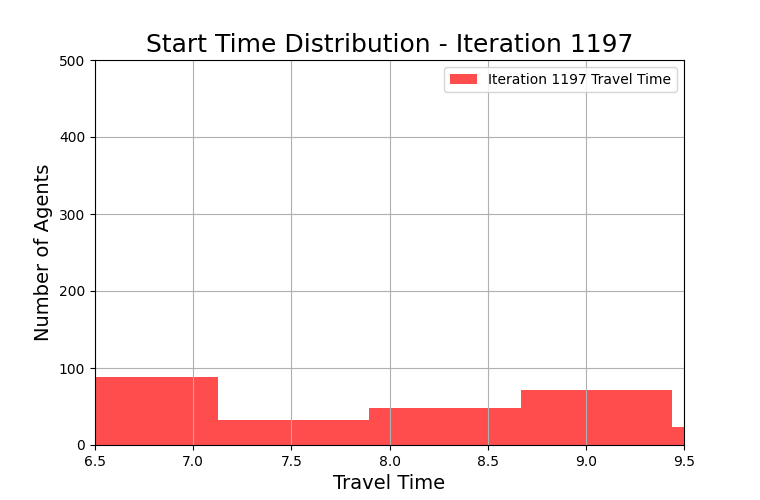 Start Time Distribution - Iteration 1197
500
Iteration 1197 Travel Time
400
300
200
100
0
Number of Agents
6.5 7.0 7.5 8.0 8.5 9.0 9.5
Travel Time